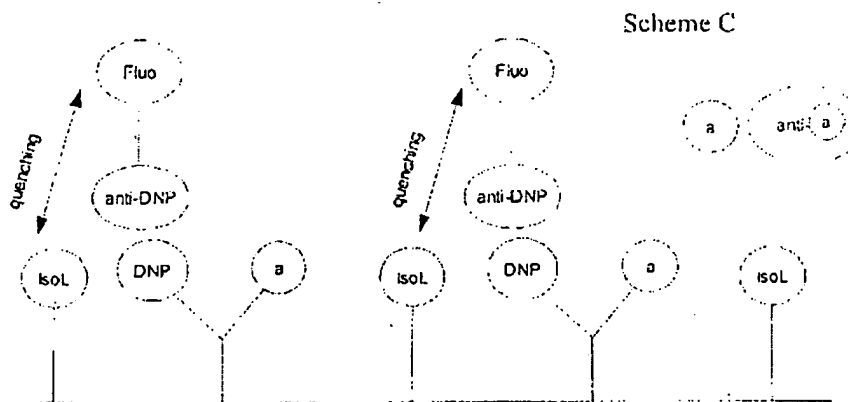 Scheme C
Fluo
quenching
anti-DNP
IsoL
DNP
a
Fluo
quenching
anti-DNP
IsoL
DNP
a
a
a
IsoL